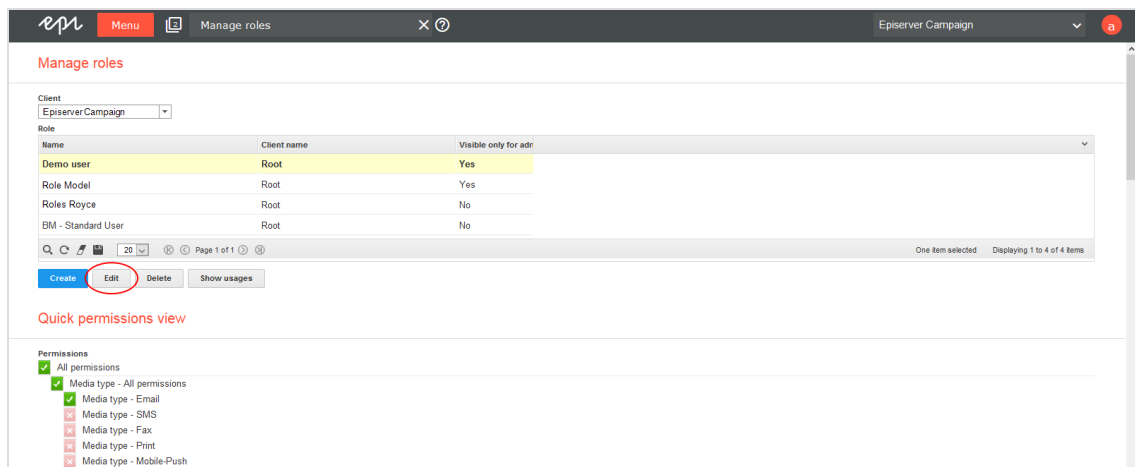 epi Menu 2 Manage roles Episerver Campaign a
Manage roles
Client
EpiserverCampaign
Role
Name Client name Visible only for adm
Demo user Root Yes
Role Model Root Yes
Roles Royce Root No
BM - Standard User Root No
20 Page 1 of 1 One item selected Displaying 1 to 4 of 4 items
Create Edit Delete Show usages
Quick permissions view
Permissions
All permissions
Media type - All permissions
Media type - Email
Media type - SMS
Media type - Fax
Media type - Print
Media type - Mobile-Push